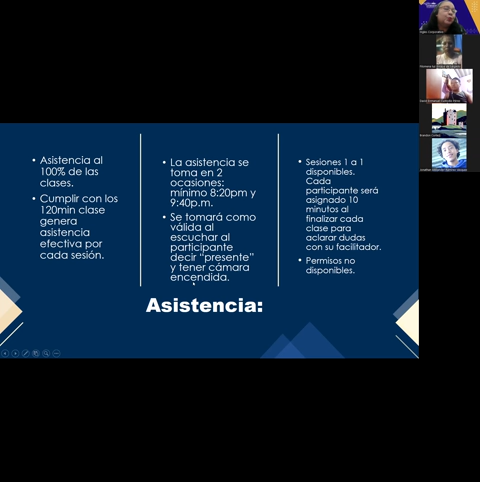 • Asistencia al
100% de las
clases.
• Cumplir con los
120min clase
genera
asistencia
efectiva por
cada sesión.
• La asistencia se
toma en 2
ocasiones:
mínimo 8:20pm y
9:40p.m.
• Se tomará como
válida al
escuchar al
participante
decir “presente”
y tener cámara
encendida.
• Sesiones 1 a 1
disponibles.
Cada
participante será
asignado 10
minutos al
finalizar cada
clase para
aclarar dudas
con su facilitador.
• Permisos no
disponibles.
Asistencia: